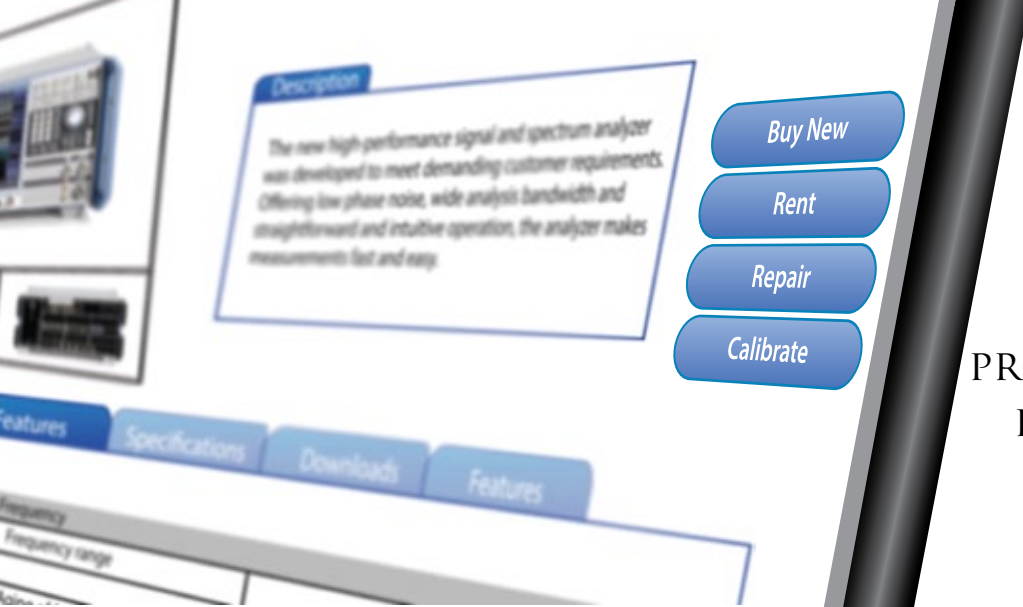 Description
The new high-performance signal and spectrum analyzer
was developed to meet demanding customer requirements.
Offering low phase noise, wide analysis bandwidth and
straightforward and intuitive operation, the analyzer makes
measurements fast and easy.
Buy New
Rent
Repair
Calibrate
PR
Features
Specifications
Downloads
Features
Frequency
Frequency range